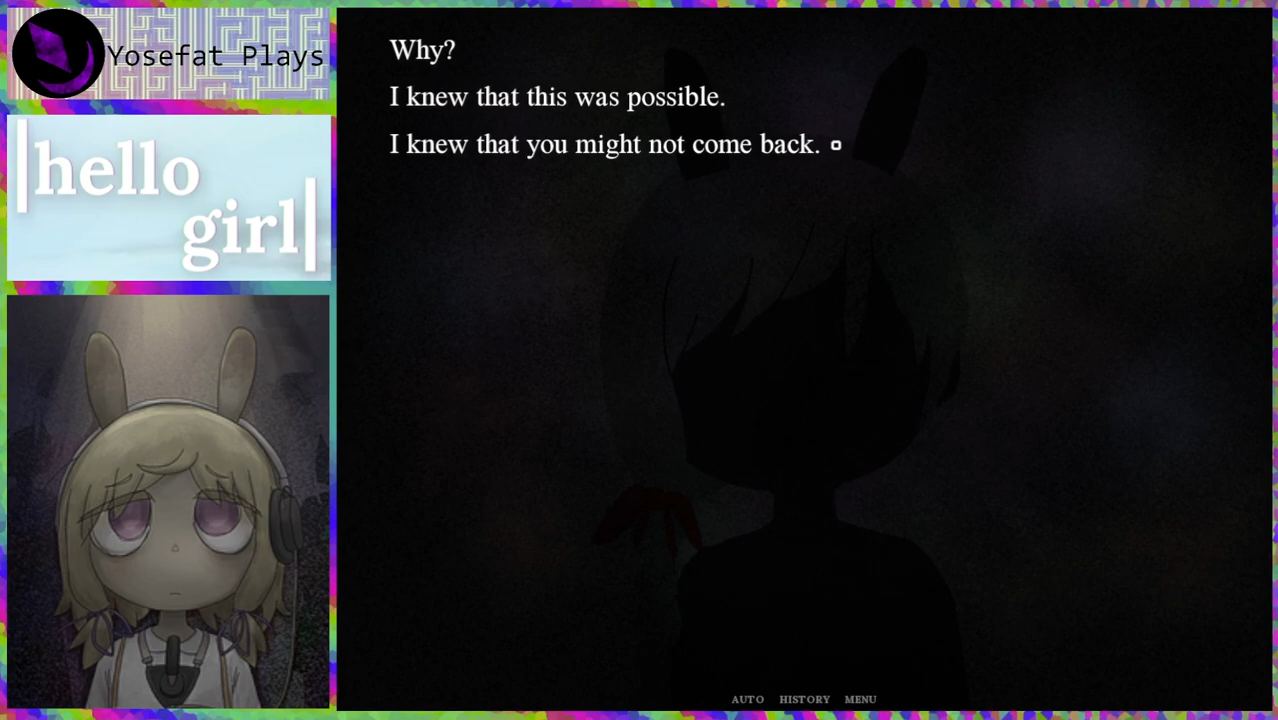 Yosefat Plays
|hello
girl|
Why?
I knew that this was possible.
I knew that you might not come back.
AUTO HISTORY MENU